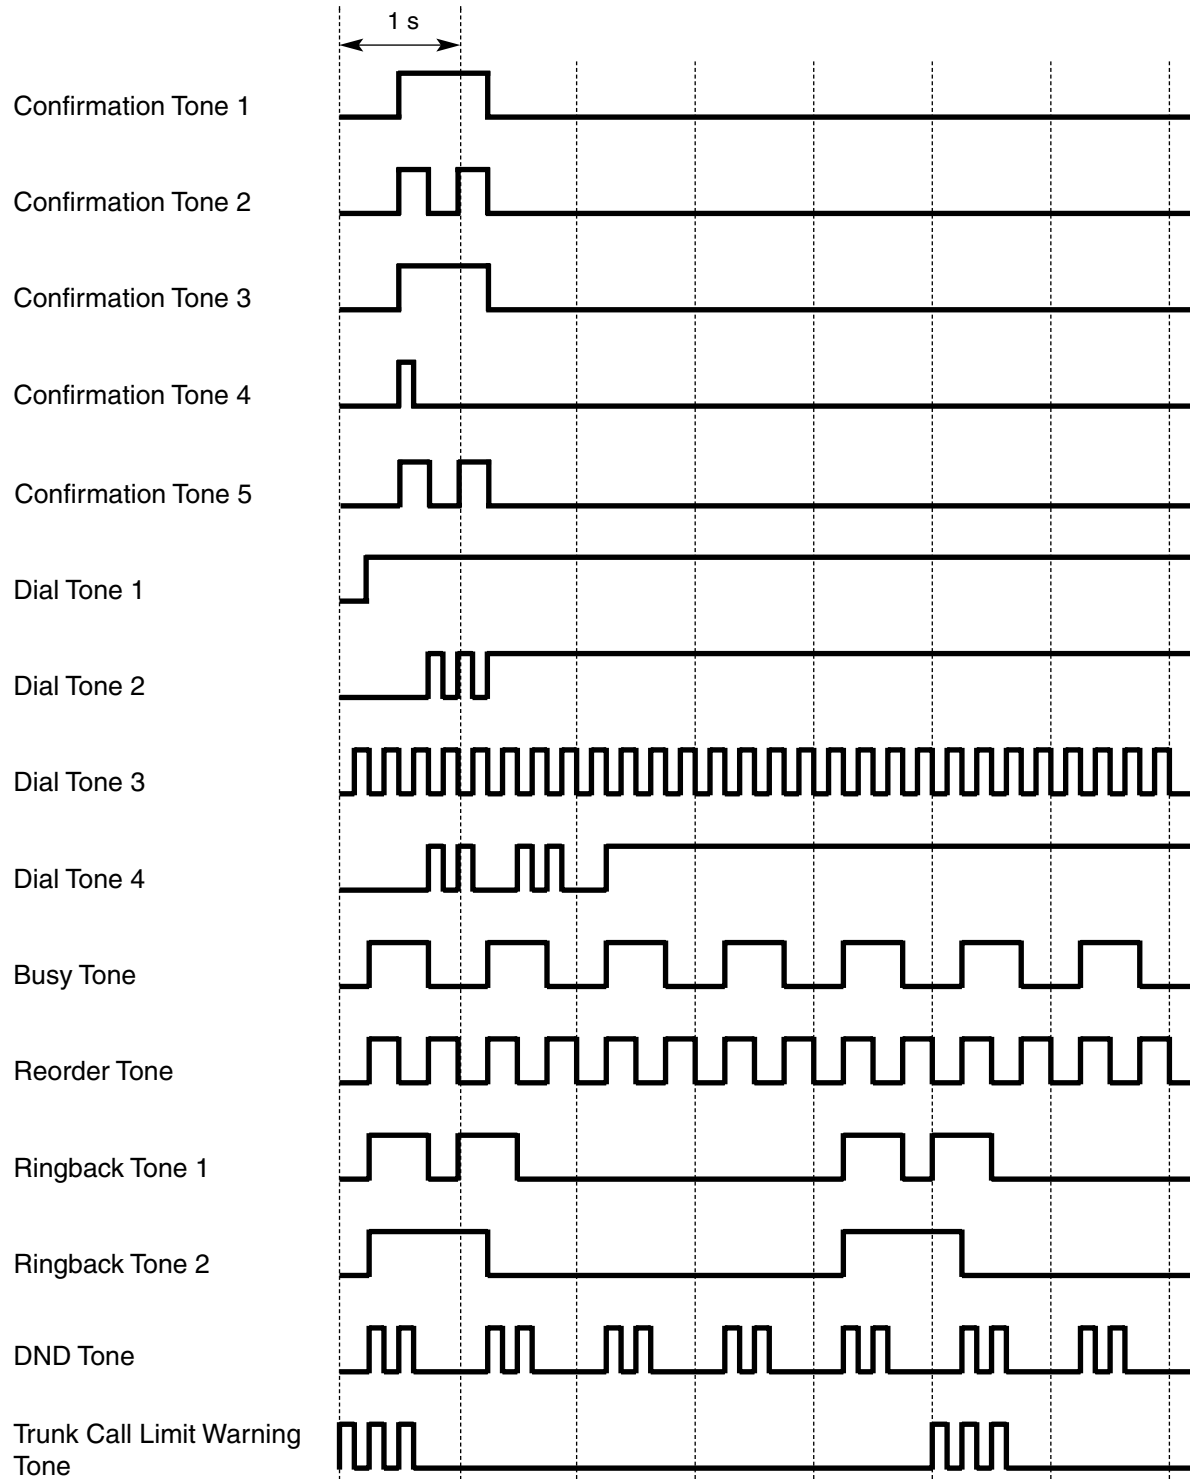 1 s
Confirmation Tone 1
Confirmation Tone 2
Confirmation Tone 3
Confirmation Tone 4
Confirmation Tone 5
Dial Tone 1
Dial Tone 2
Dial Tone 3
Dial Tone 4
Busy Tone
Reorder Tone
Ringback Tone 1
Ringback Tone 2
DND Tone
Trunk Call Limit Warning
Tone